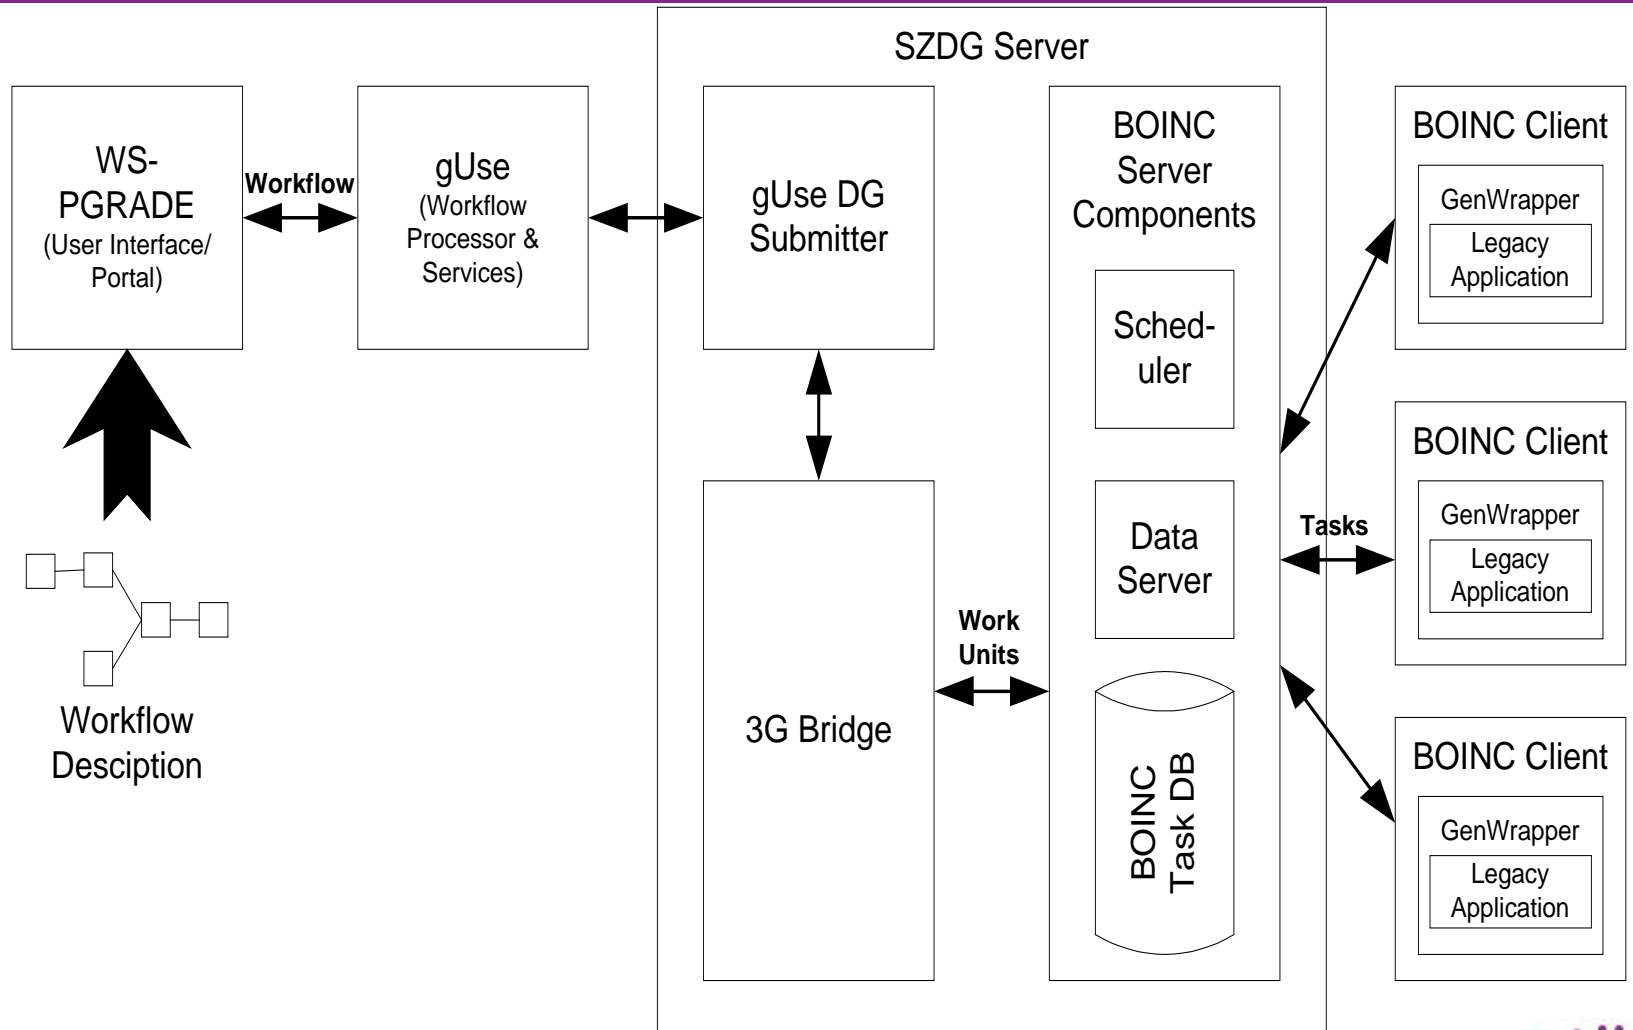 SZDG Server
WS-
PGRADE
(User Interface/
Portal)
Workflow
gUse
(Workflow
Processor &
Services)
gUse DG
Submitter
BOINC
Server
Components
Sched-
uler
Data
Server
BOINC
Task DB
3G Bridge
Work
Units
Tasks
BOINC Client
GenWrapper
Legacy
Application
BOINC Client
GenWrapper
Legacy
Application
BOINC Client
GenWrapper
Legacy
Application
Workflow
Desciption